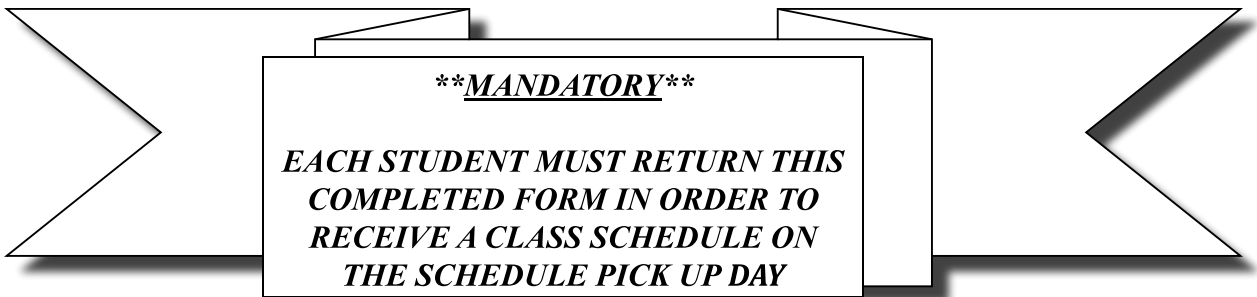 **MANDATORY**
EACH STUDENT MUST RETURN THIS
COMPLETED FORM IN ORDER TO
RECEIVE A CLASS SCHEDULE ON
THE SCHEDULE PICK UP DAY